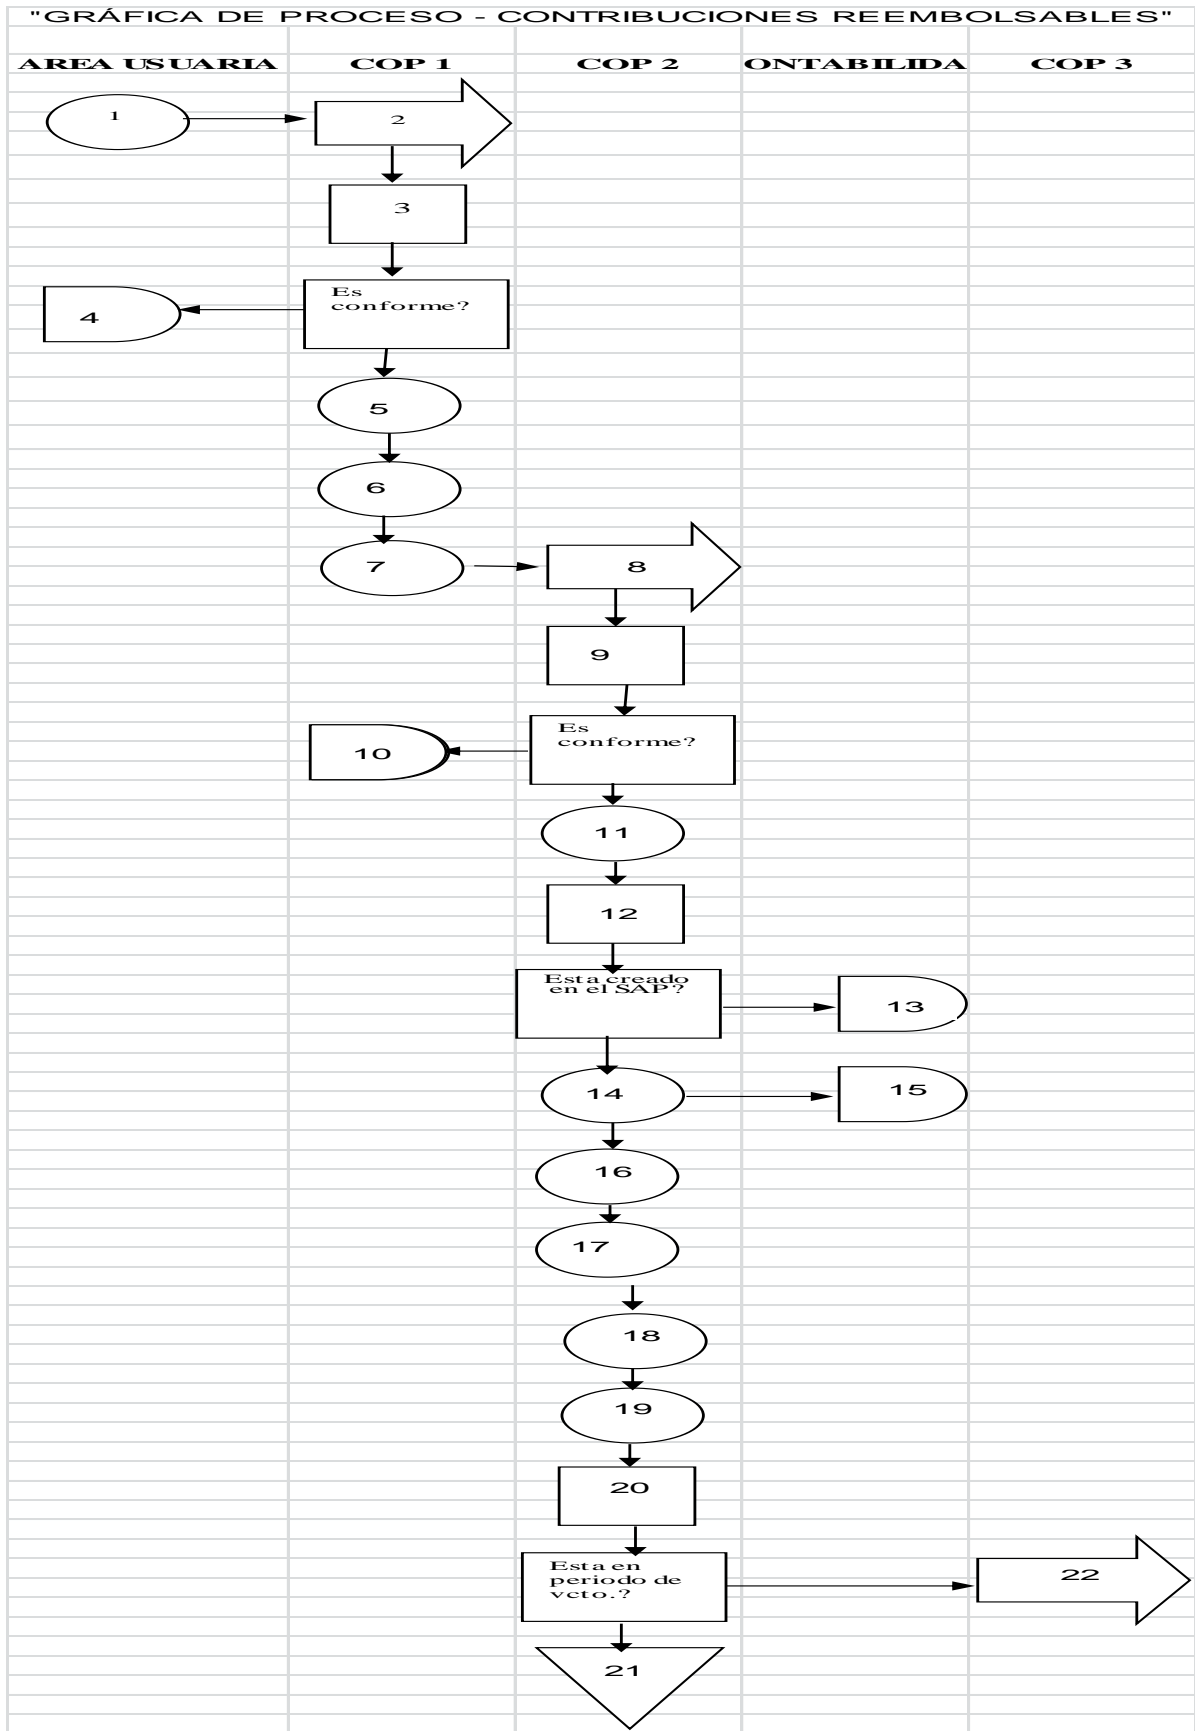 "GRÁFICA DE PROCESO - CONTRIBUCIONES REEMBOLSABLES"
AREA USUARIA COP 1 COP 2 ONTABILIDA COP 3
1 2
3
Es
conforme?
4
5
6
7 8
9
Es
conforme?
10
11
12
Esta creado
en el SAP?
13
14 15
16
17
18
19
20
Esta en
periodo de
vcto.?
22
21